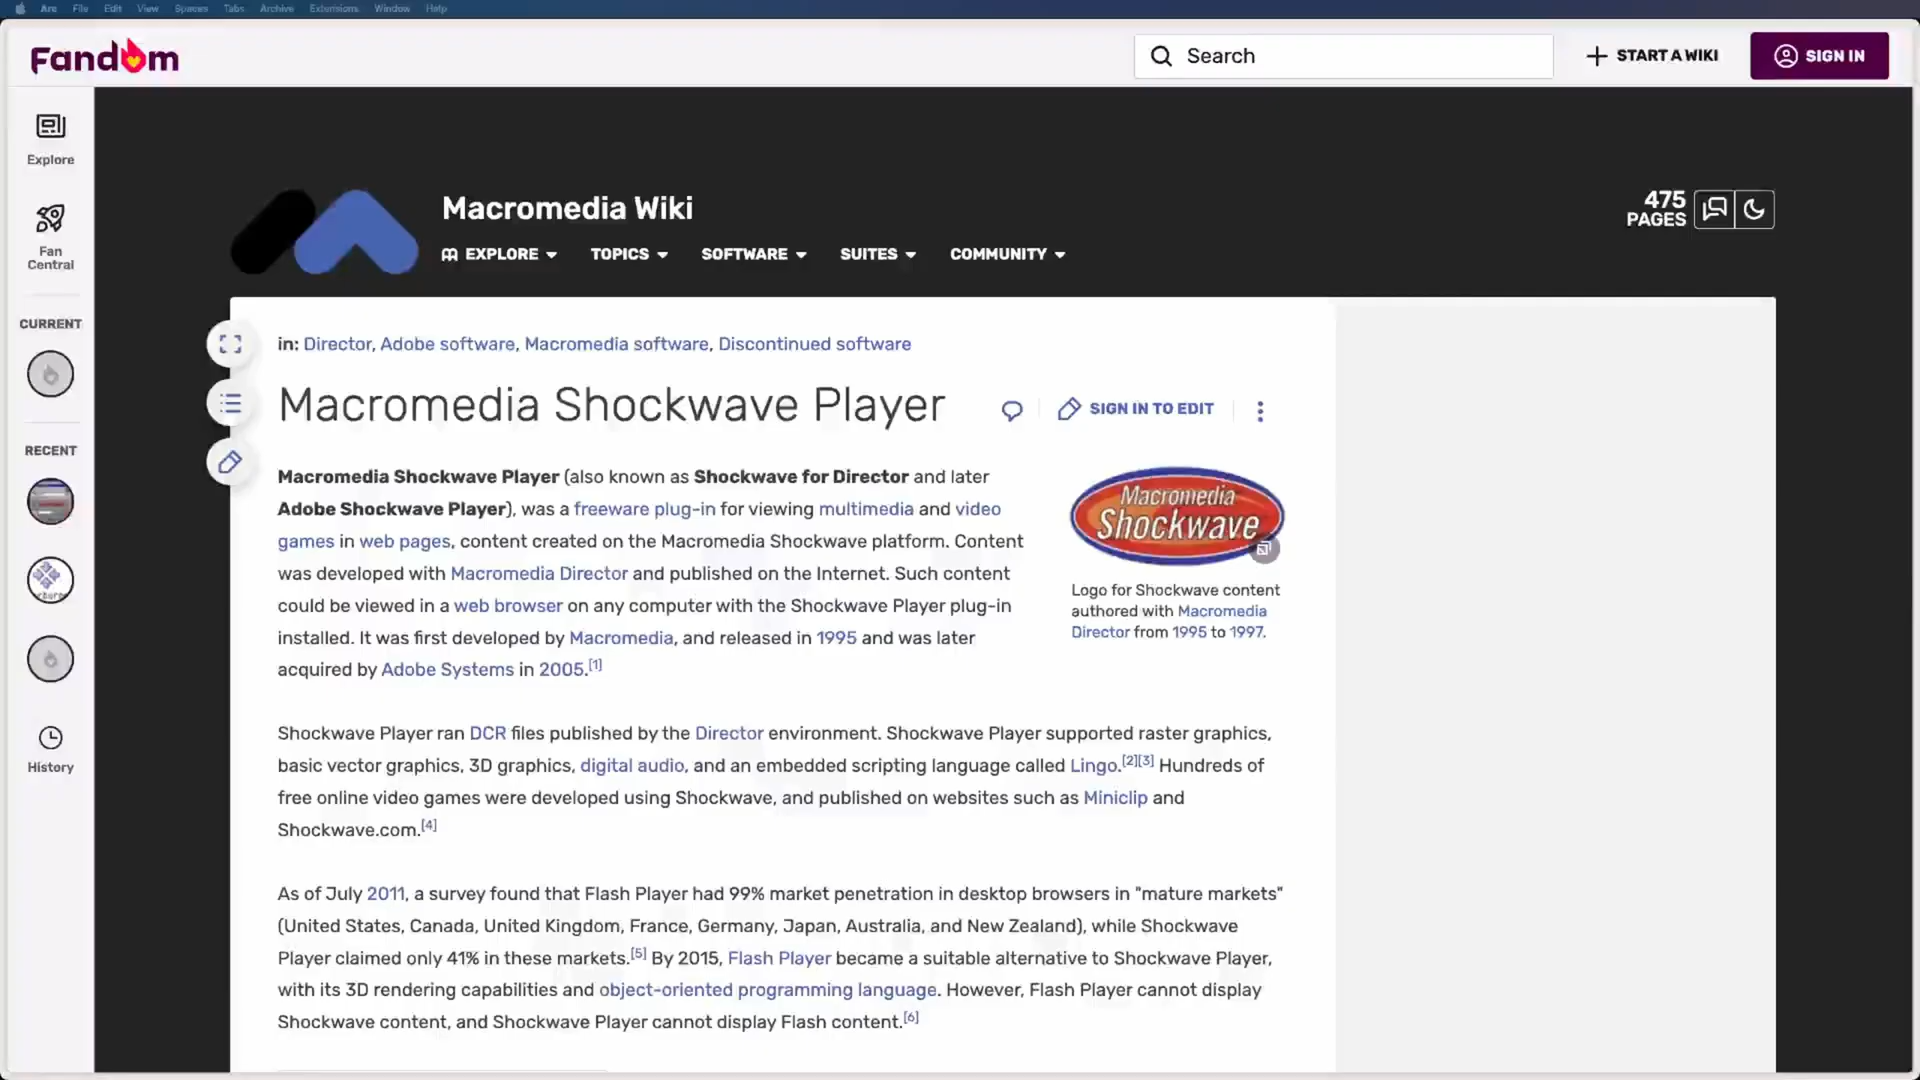 Arc File Edit View Spaces Tabs Archive Extensions Window Help
Fandom
Search
START A WIKI
SIGN IN
Explore
Fan
Central
CURRENT
RECENT
History
Macromedia Wiki
EXPLORE TOPICS SOFTWARE SUITES COMMUNITY
475
PAGES
in: Director, Adobe software, Macromedia software, Discontinued software
Macromedia Shockwave Player
SIGN IN TO EDIT
Macromedia Shockwave Player (also known as Shockwave for Director and later
Adobe Shockwave Player), was a freeware plug-in for viewing multimedia and video
games in web pages, content created on the Macromedia Shockwave platform. Content
was developed with Macromedia Director and published on the Internet. Such content
could be viewed in a web browser on any computer with the Shockwave Player plug-in
installed. It was first developed by Macromedia, and released in 1995 and was later
acquired by Adobe Systems in 2005.[1]
Macromedia
Shockwave
Logo for Shockwave content
authored with Macromedia
Director from 1995 to 1997.
Shockwave Player ran DCR files published by the Director environment. Shockwave Player supported raster graphics,
basic vector graphics, 3D graphics, digital audio, and an embedded scripting language called Lingo.[2][3] Hundreds of
free online video games were developed using Shockwave, and published on websites such as Miniclip and
Shockwave.com.[4]
As of July 2011, a survey found that Flash Player had 99% market penetration in desktop browsers in "mature markets"
(United States, Canada, United Kingdom, France, Germany, Japan, Australia, and New Zealand), while Shockwave
Player claimed only 41% in these markets.[5] By 2015, Flash Player became a suitable alternative to Shockwave Player,
with its 3D rendering capabilities and object-oriented programming language. However, Flash Player cannot display
Shockwave content, and Shockwave Player cannot display Flash content.[6]